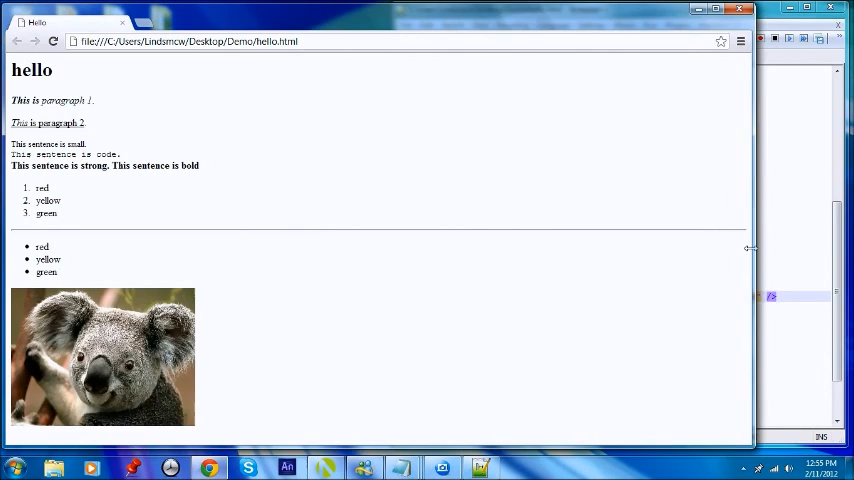 Hello
file:///C:/Users/Lindsmcw/Desktop/Demo/hello.html
hello
This is paragraph 1.
This is paragraph 2.
This sentence is small.
This sentence is code.
This sentence is strong. This sentence is bold
1. red
2. yellow
3. green
• red
• yellow
• green
/>
INS
An
12:55 PM
2/11/2012